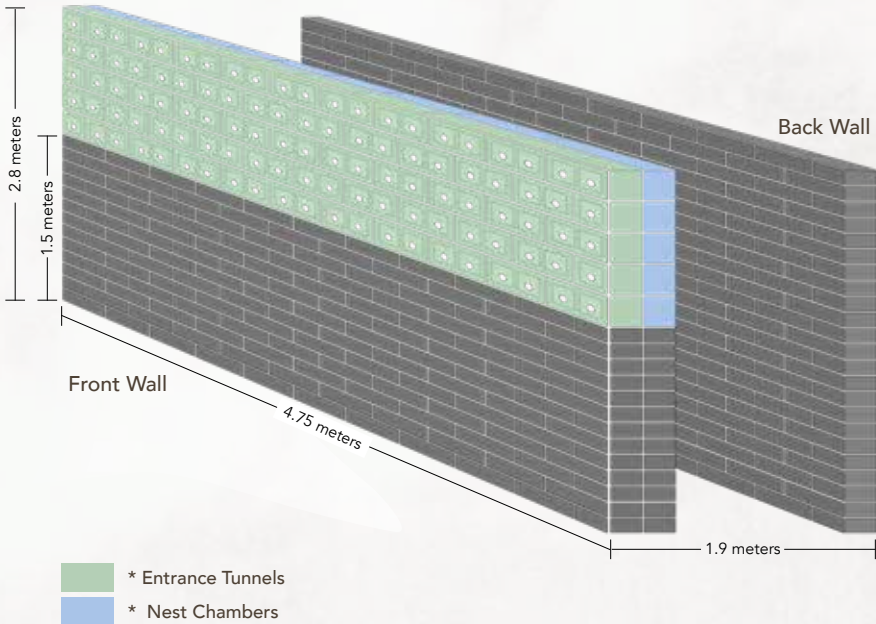 Back Wall
2.8 meters
1.5 meters
Front Wall
4.75 meters
1.9 meters
* Entrance Tunnels
* Nest Chambers